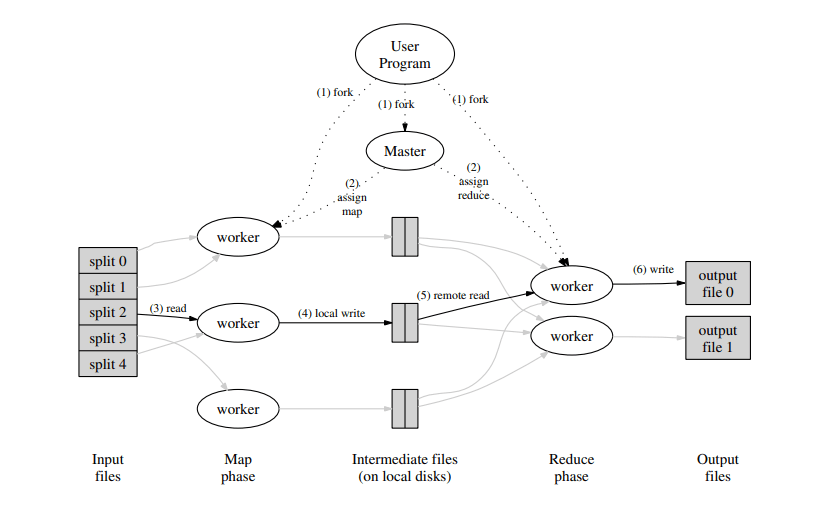 User
Program
(1) fork
(1) fork
(1) fork
Master
(2)
assign
map
(2)
assign
reduce
worker
split 0
split 1
split 2
split 3
split 4
(3) read
worker
(4) local write
(5) remote read
worker
(6) write
output
file 0
worker
output
file 1
worker
Input
files
Map
phase
Intermediate files
(on local disks)
Reduce
phase
Output
files